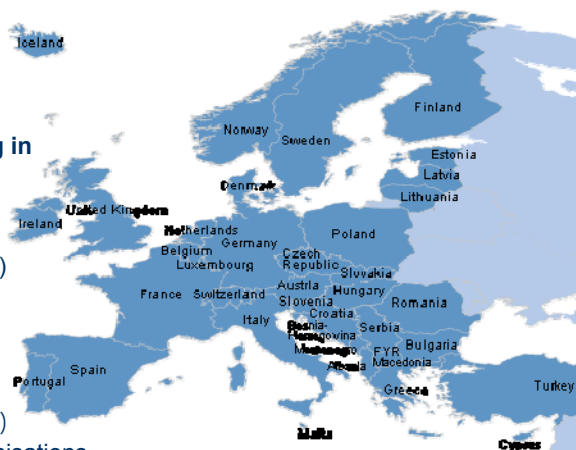 Iceland
Finland
Norway
Sweden
g in
Estonia
Latvia
Denmark
Lithuania
United Kingdom
Ireland
Netherlands
Poland
Germany
Belgium
Czech
Republic
Luxembourg
)
Slovakia
Austria
Hungary
France
Switzerland
Slovenia
Romania
Croatia
Italy
Bosnia-
Herzegovina
Serbia
Montenegro
Bulgaria
FYR
Macedonia
Albania
Spain
Portugal
Greece
Turkey
)
Malta
nisations
Cyprus